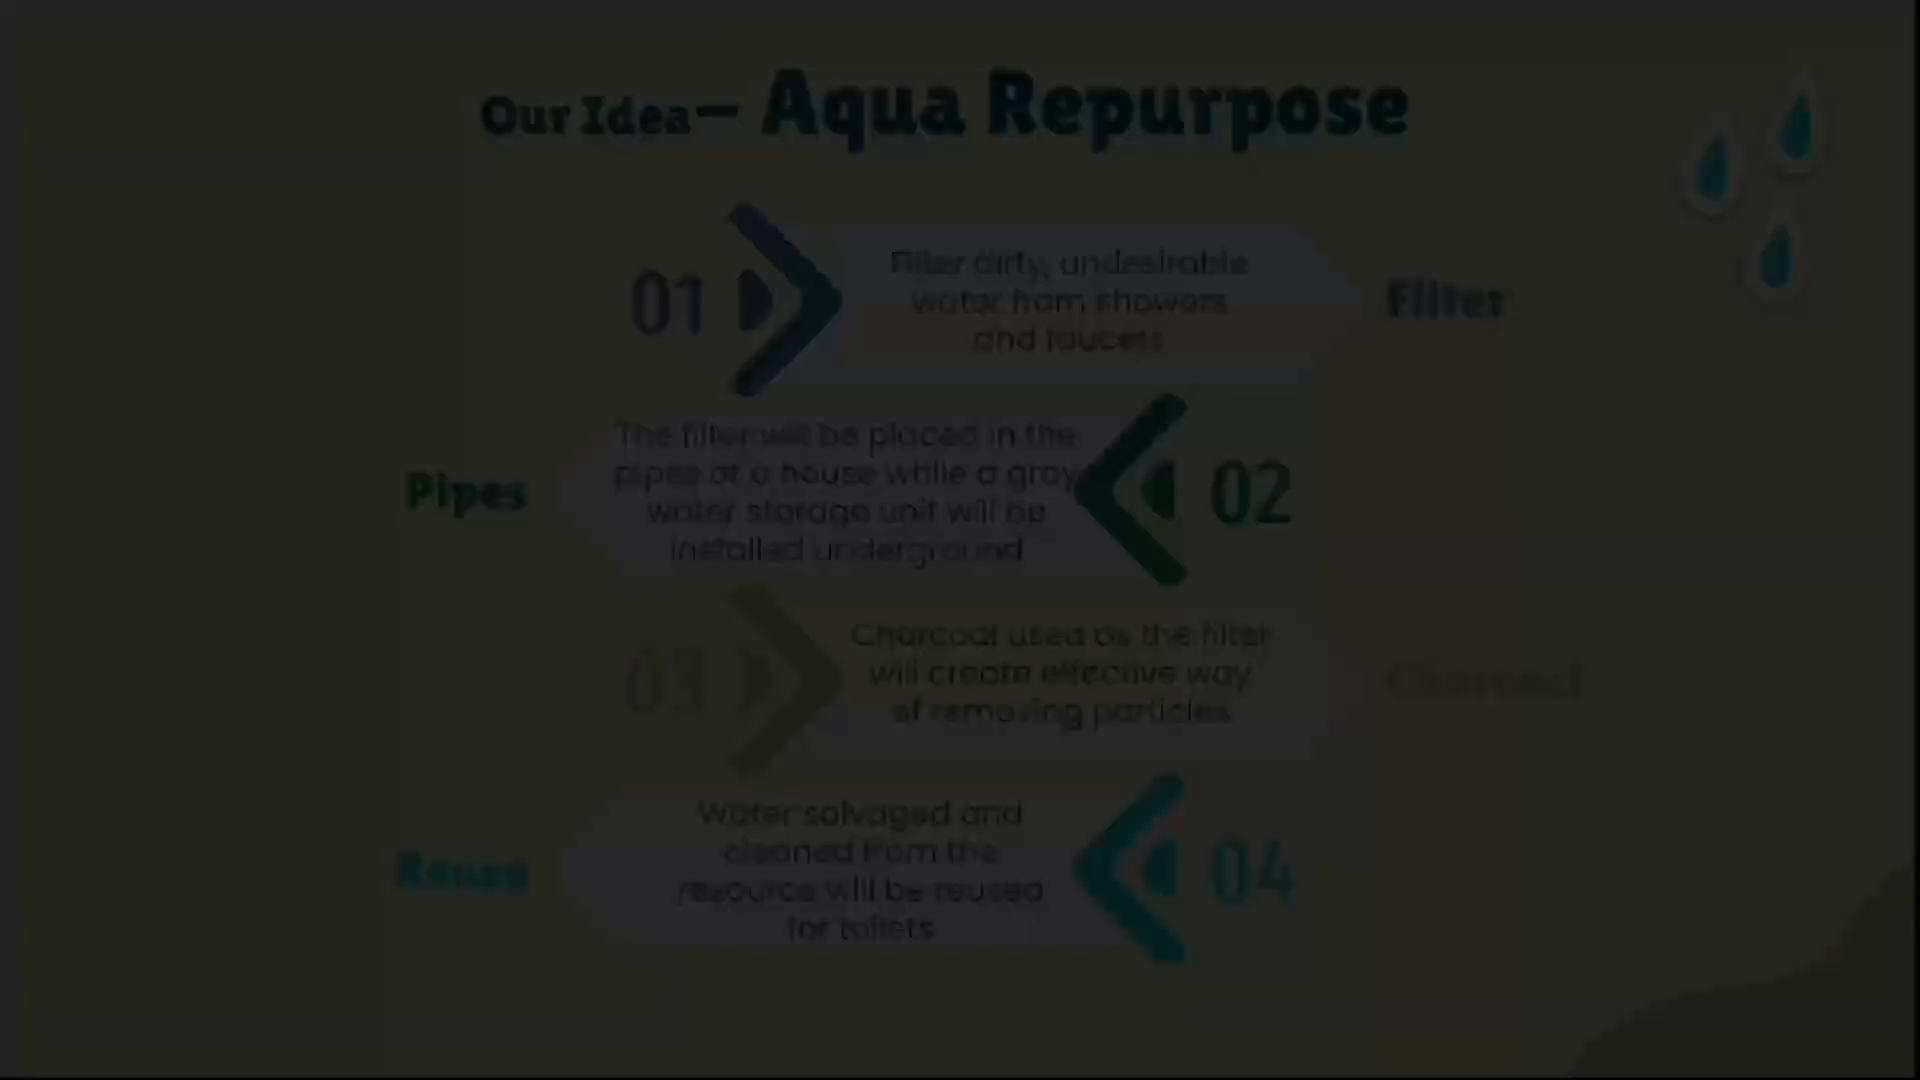 Our Idea— Aqua Repurpose
01
Filter dirty, undesirable
water from showers
and faucets
Filter
Pipes
The filter will be placed in the
pipes of a house while a gray
water storage unit will be
installed underground
02
03
Charcoal used as the filter
will create effective way
of removing particles
Charcoal
Reuse
Water salvaged and
cleaned from the
resource will be reused
for toilets
04